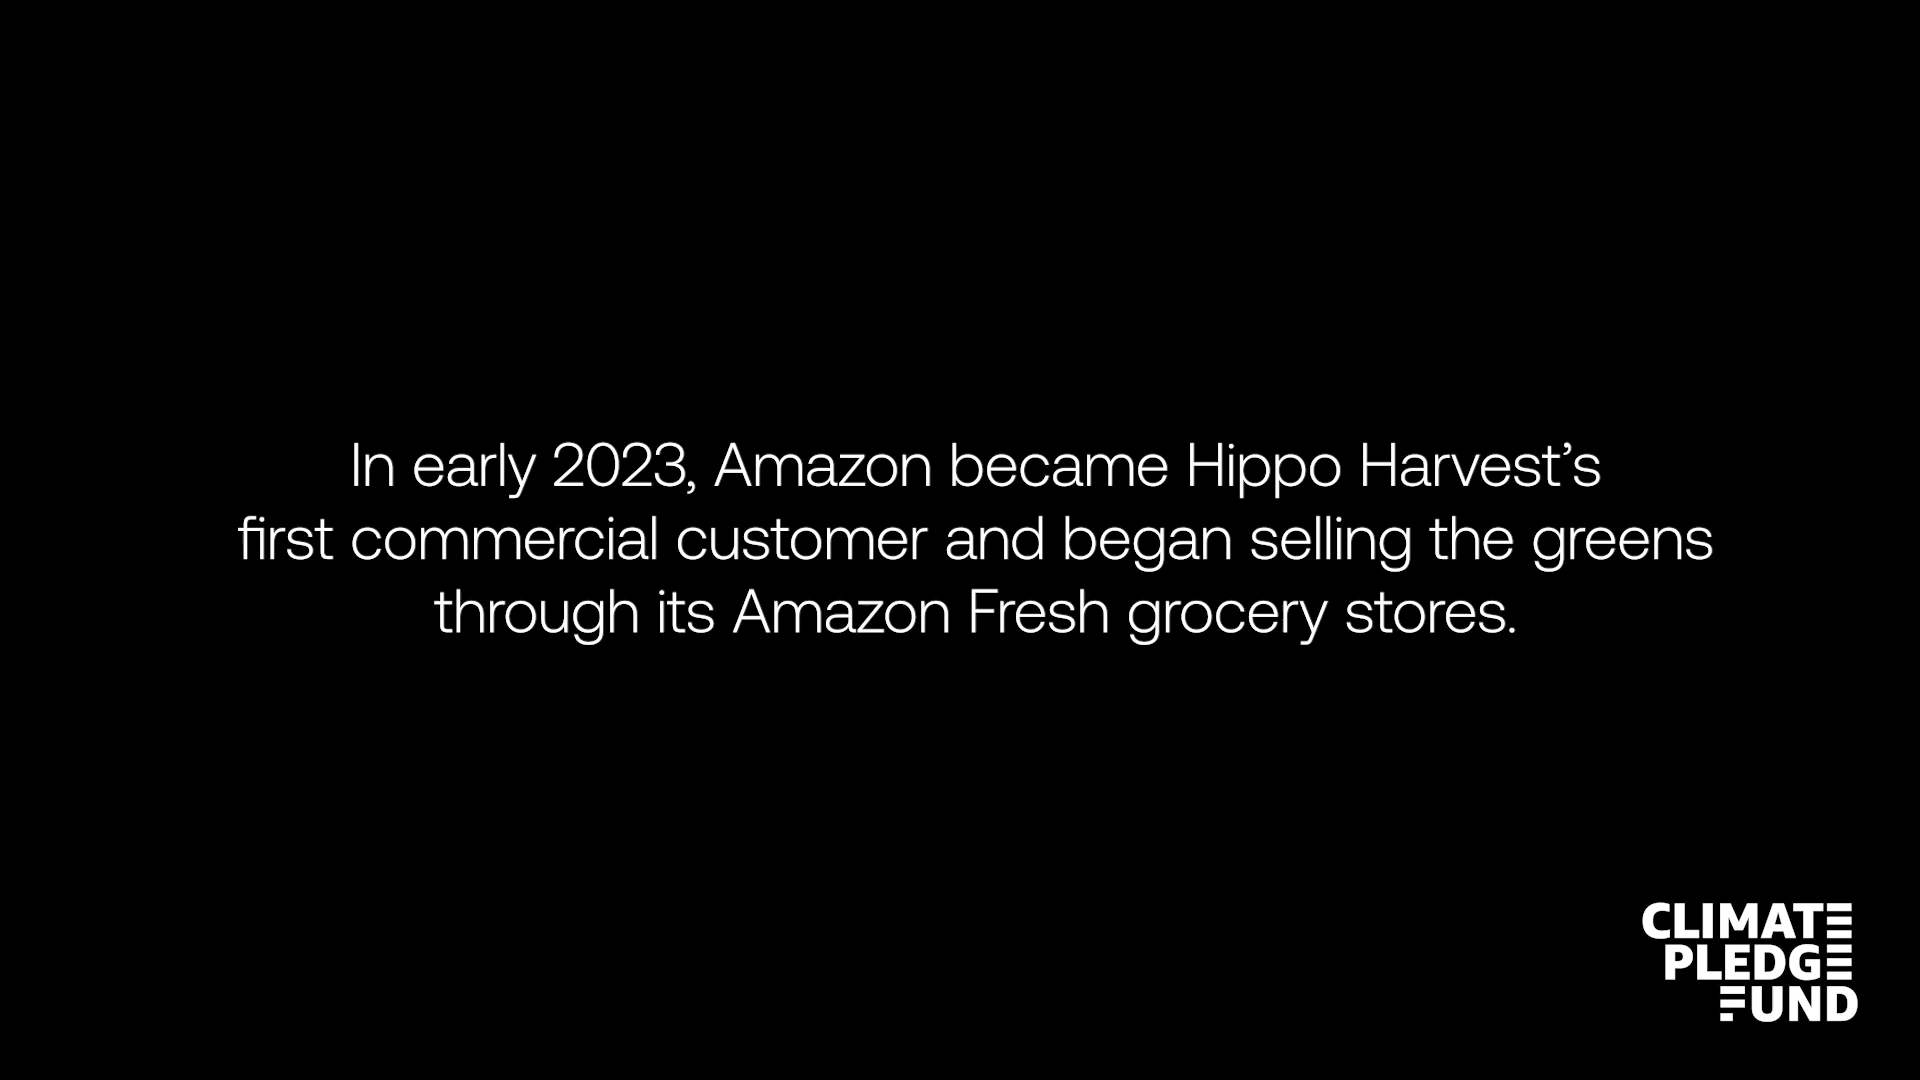 In early 2023, Amazon became Hippo Harvest’s
first commercial customer and began selling the greens
through its Amazon Fresh grocery stores.
CLIMATE
PLEDGE
FUND